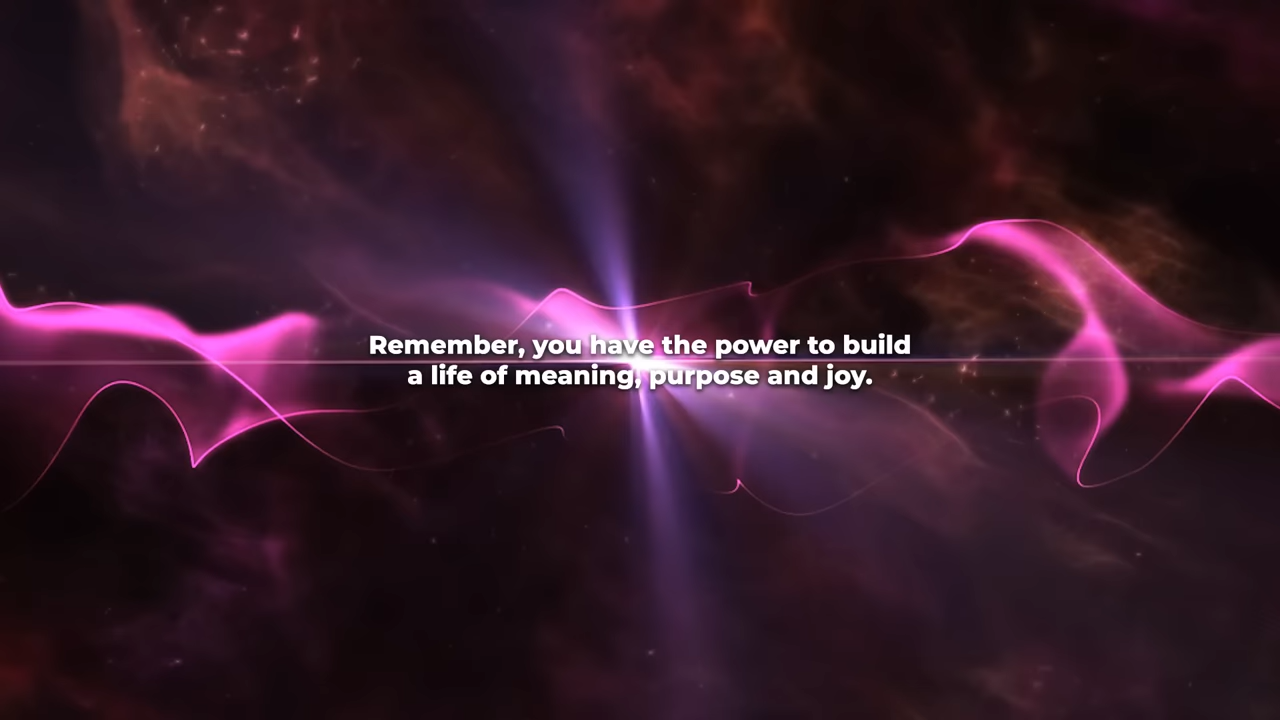 Remember, you have the power to build
a life of meaning, purpose and joy.